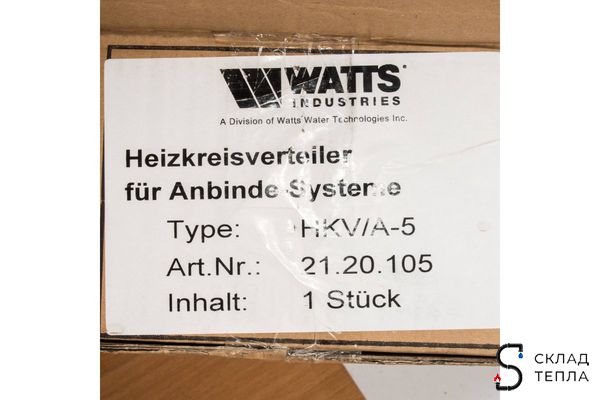 WATTS®
INDUSTRIES
A Division of Watts Water Technologies Inc.
Heizkreisverteiler
für Anbinde-Systeme
Type: HKV/A-5
Art.Nr.: 21.20.105
Inhalt: 1 Stück
СКЛАД
ТЕПЛА